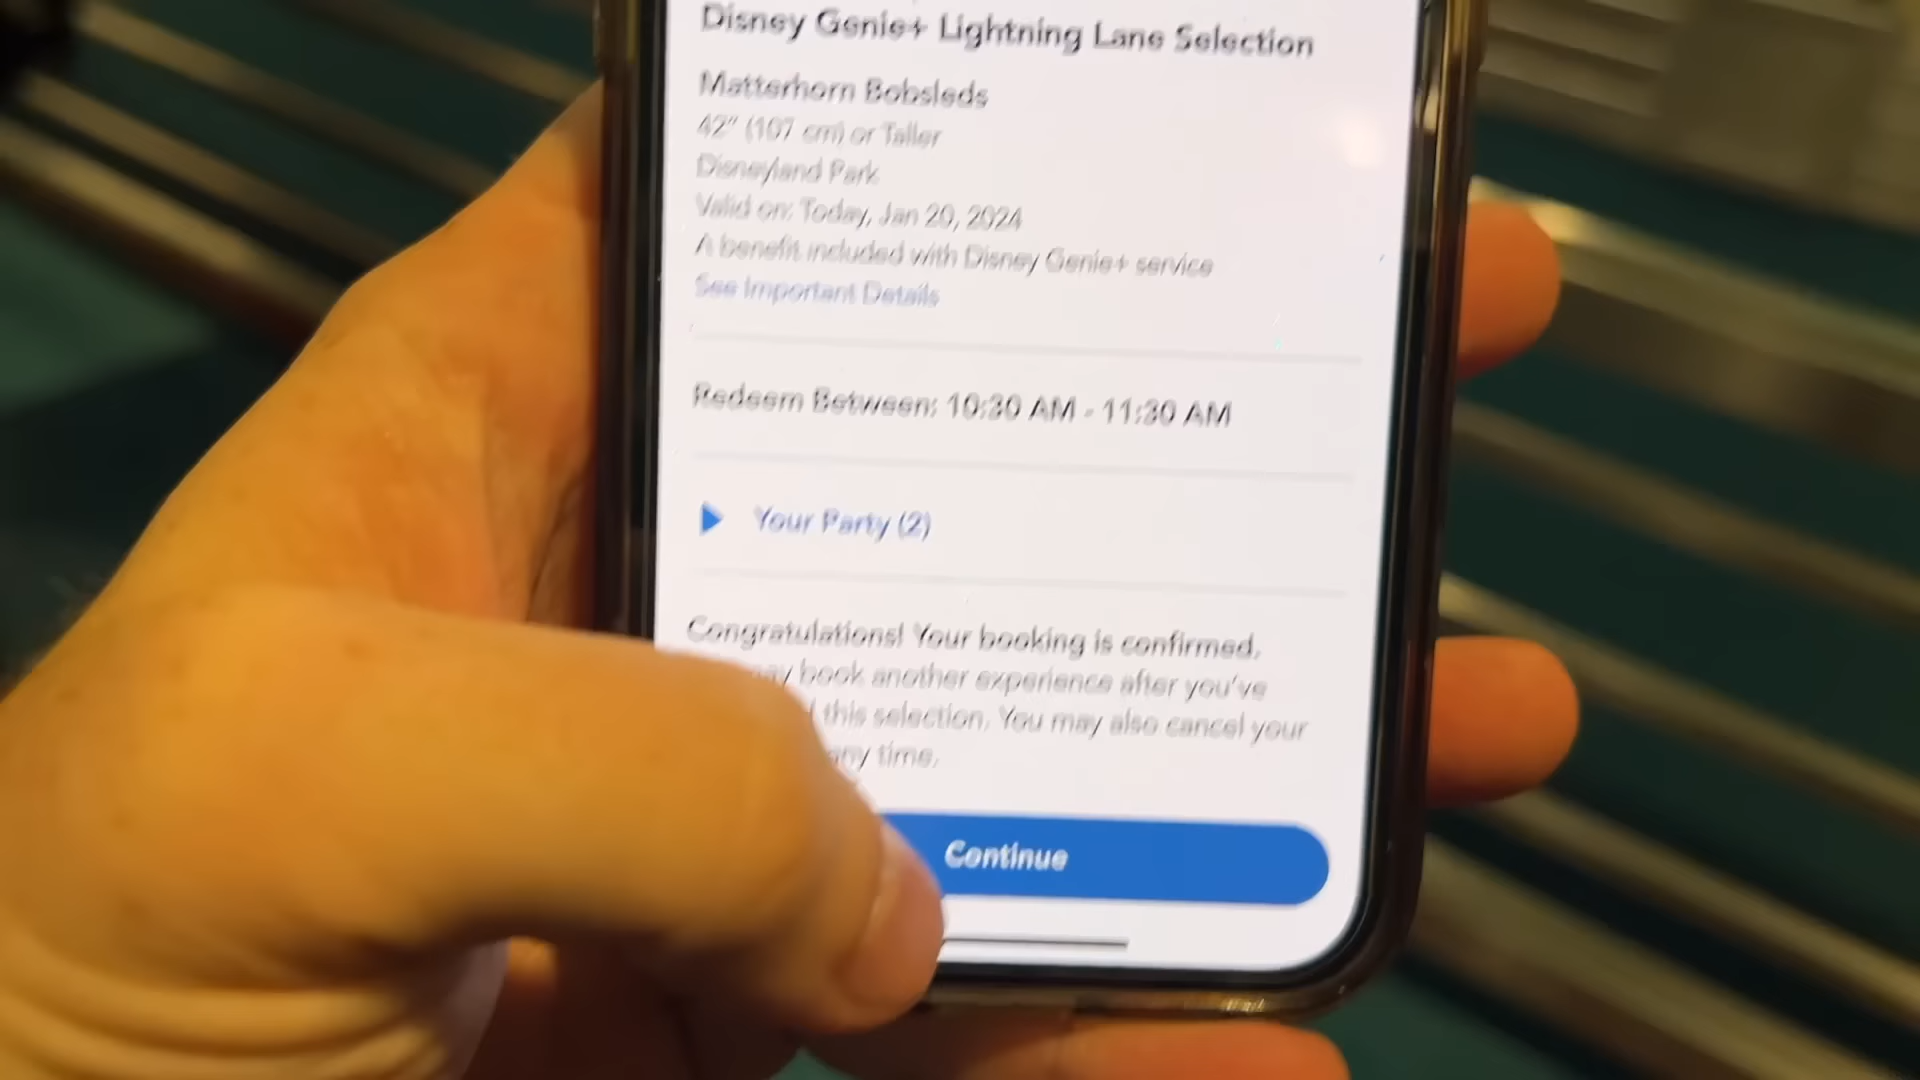 Disney Genie+ Lightning Lane Selection
Matterhorn Bobsleds
42" (107 cm) or Taller
Disneyland Park
Valid on: Today, Jan 20, 2024
A benefit included with Disney Genie+ service
See Important Details
Redeem Between: 10:30 AM - 11:30 AM
Your Party (2)
Congratulations! Your booking is confirmed.
book another experience after you've
this selection. You may also cancel your
any time.
Continue